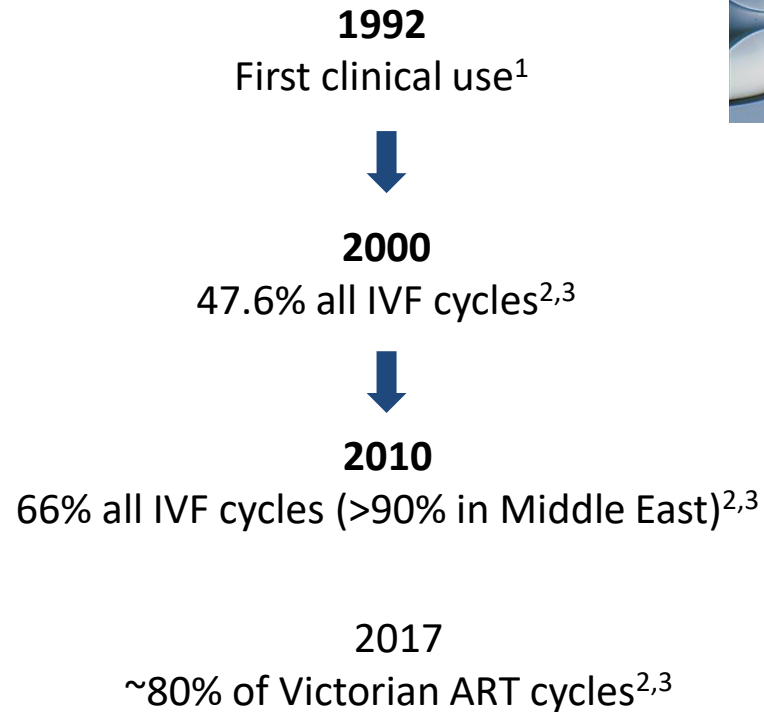 1992
First clinical use¹
2000
47.6% all IVF cycles²,³
2010
66% all IVF cycles (>90% in Middle East)²,³
2017
~80% of Victorian ART cycles²,³